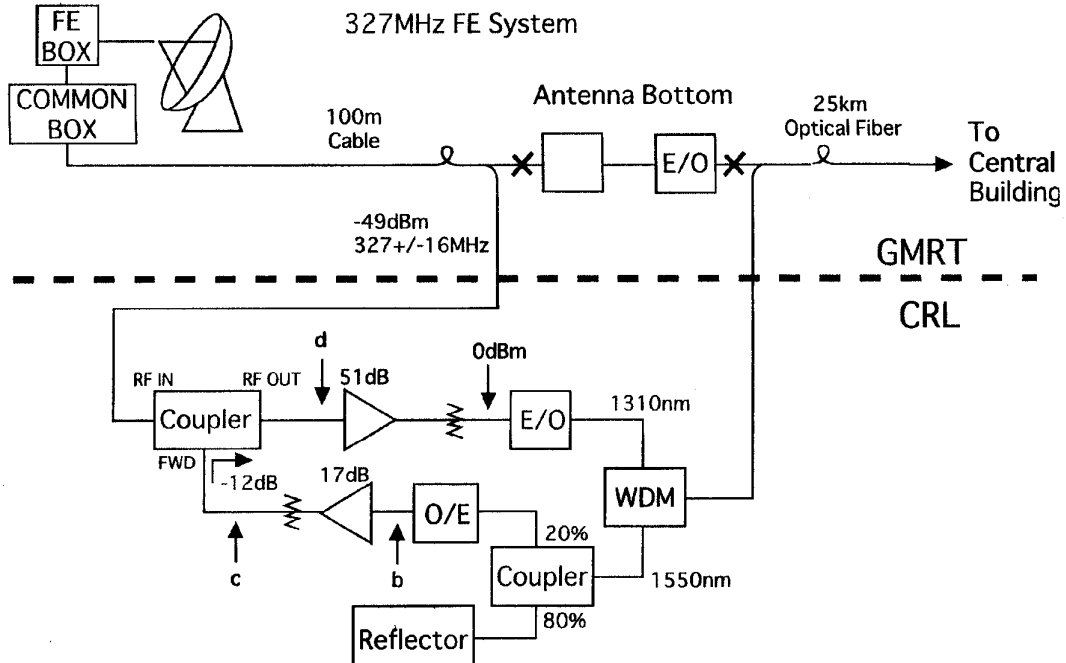 FE
BOX
327MHz FE System
COMMON
BOX
Antenna Bottom
100m
Cable
25km
Optical Fiber
E/O
To
Central
Building
-49dBm
327+/-16MHz
GMRT
CRL
d
0dBm
RF IN
RF OUT
51dB
Coupler
E/O
1310nm
FWD
-12dB
17dB
O/E
WDM
20%
c
b
Coupler
1550nm
80%
Reflector